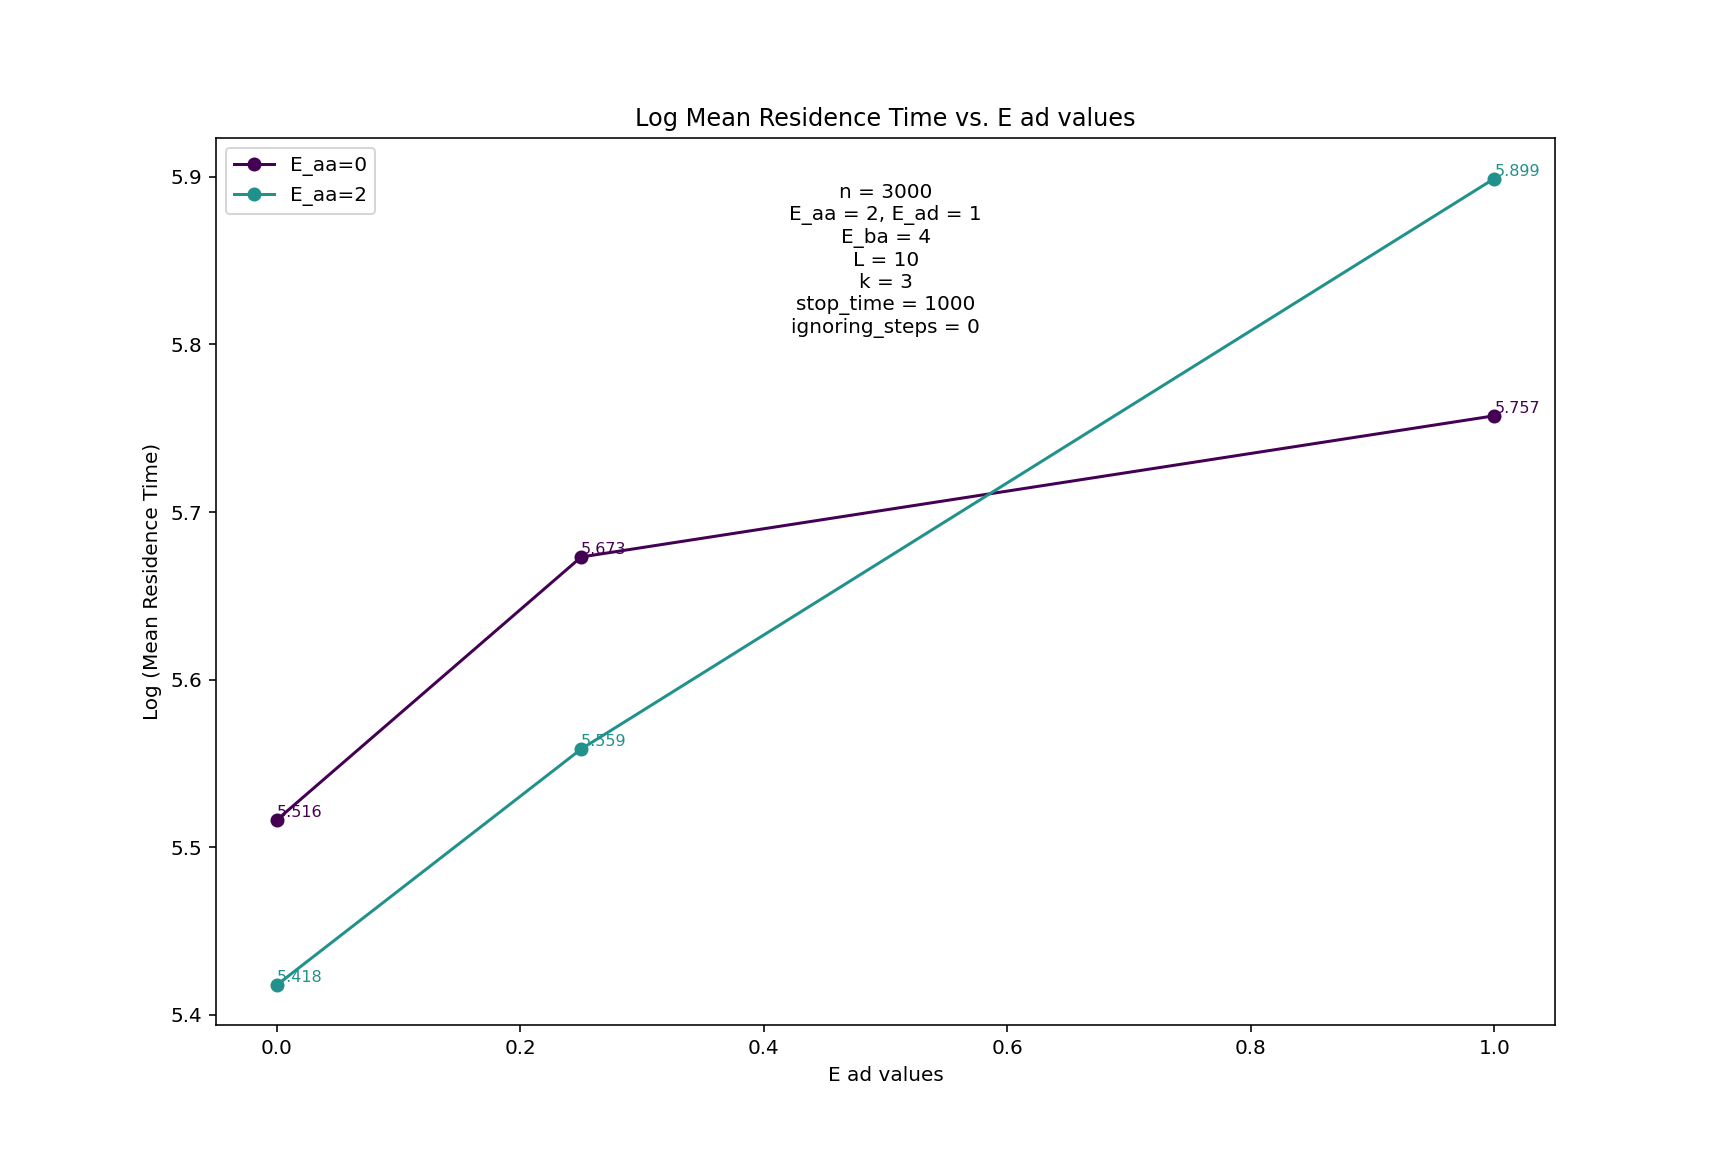 Log Mean Residence Time vs. E ad values
E_aa=0
E_aa=2
n = 3000
E_aa = 2, E_ad = 1
E_ba = 4
L = 10
k = 3
stop_time = 1000
ignoring_steps = 0
5.899
5.757
5.673
5.559
5.516
5.418
5.9
5.8
5.7
5.6
5.5
5.4
Log (Mean Residence Time)
0.0 0.2 0.4 0.6 0.8 1.0
E ad values